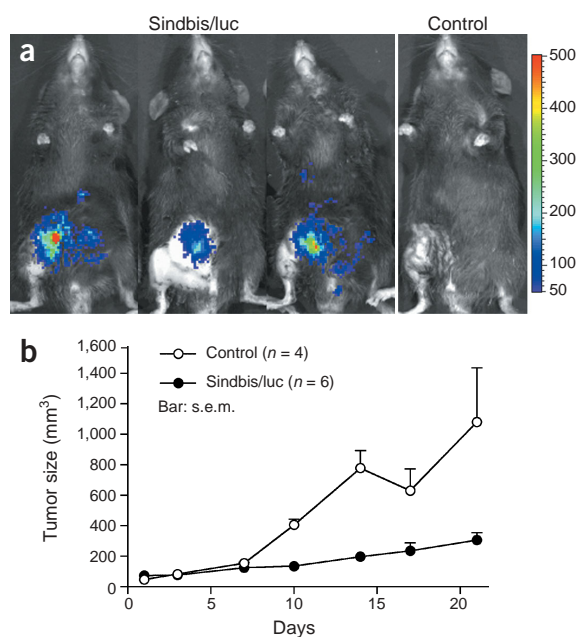 Sindbis/luc
Control
a
500
400
300
200
100
50
b
1,600
1,400
1,200
1,000
800
600
400
200
0
Tumor size (mm³)
Control (n = 4)
Sindbis/luc (n = 6)
Bar: s.e.m.
0 5 10 15 20
Days